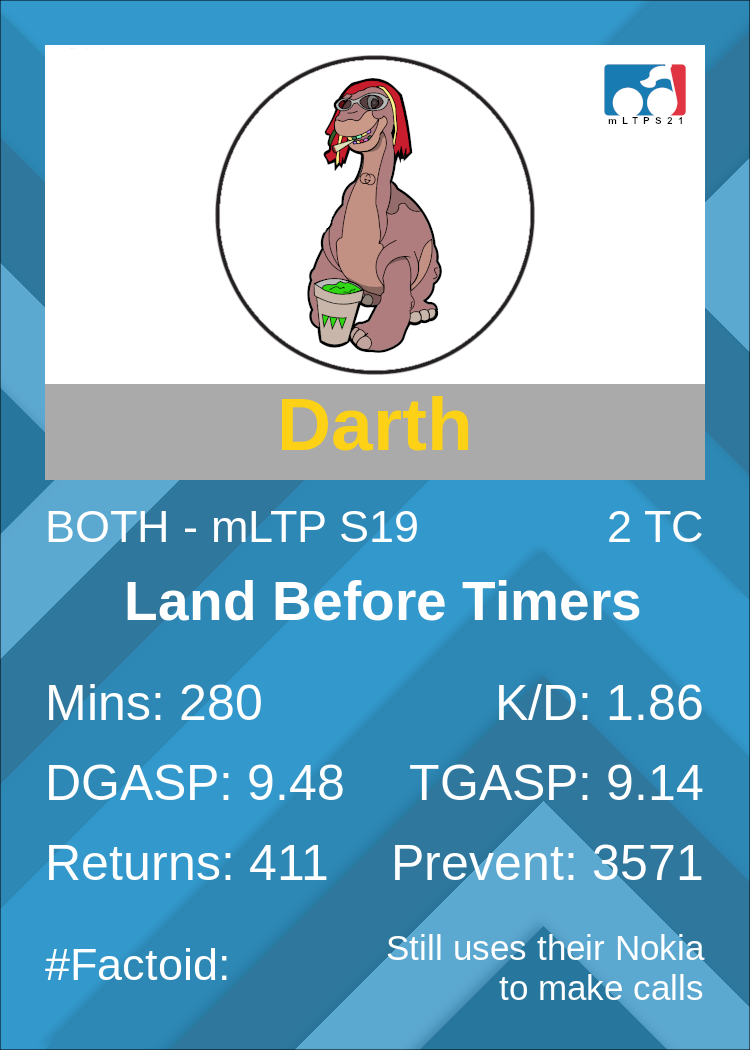 mLTPS21
Darth
BOTH - mLTP S19 2 TC
Land Before Timers
Mins: 280 K/D: 1.86
DGASP: 9.48 TGASP: 9.14
Returns: 411 Prevent: 3571
#Factoid: Still uses their Nokia
to make calls